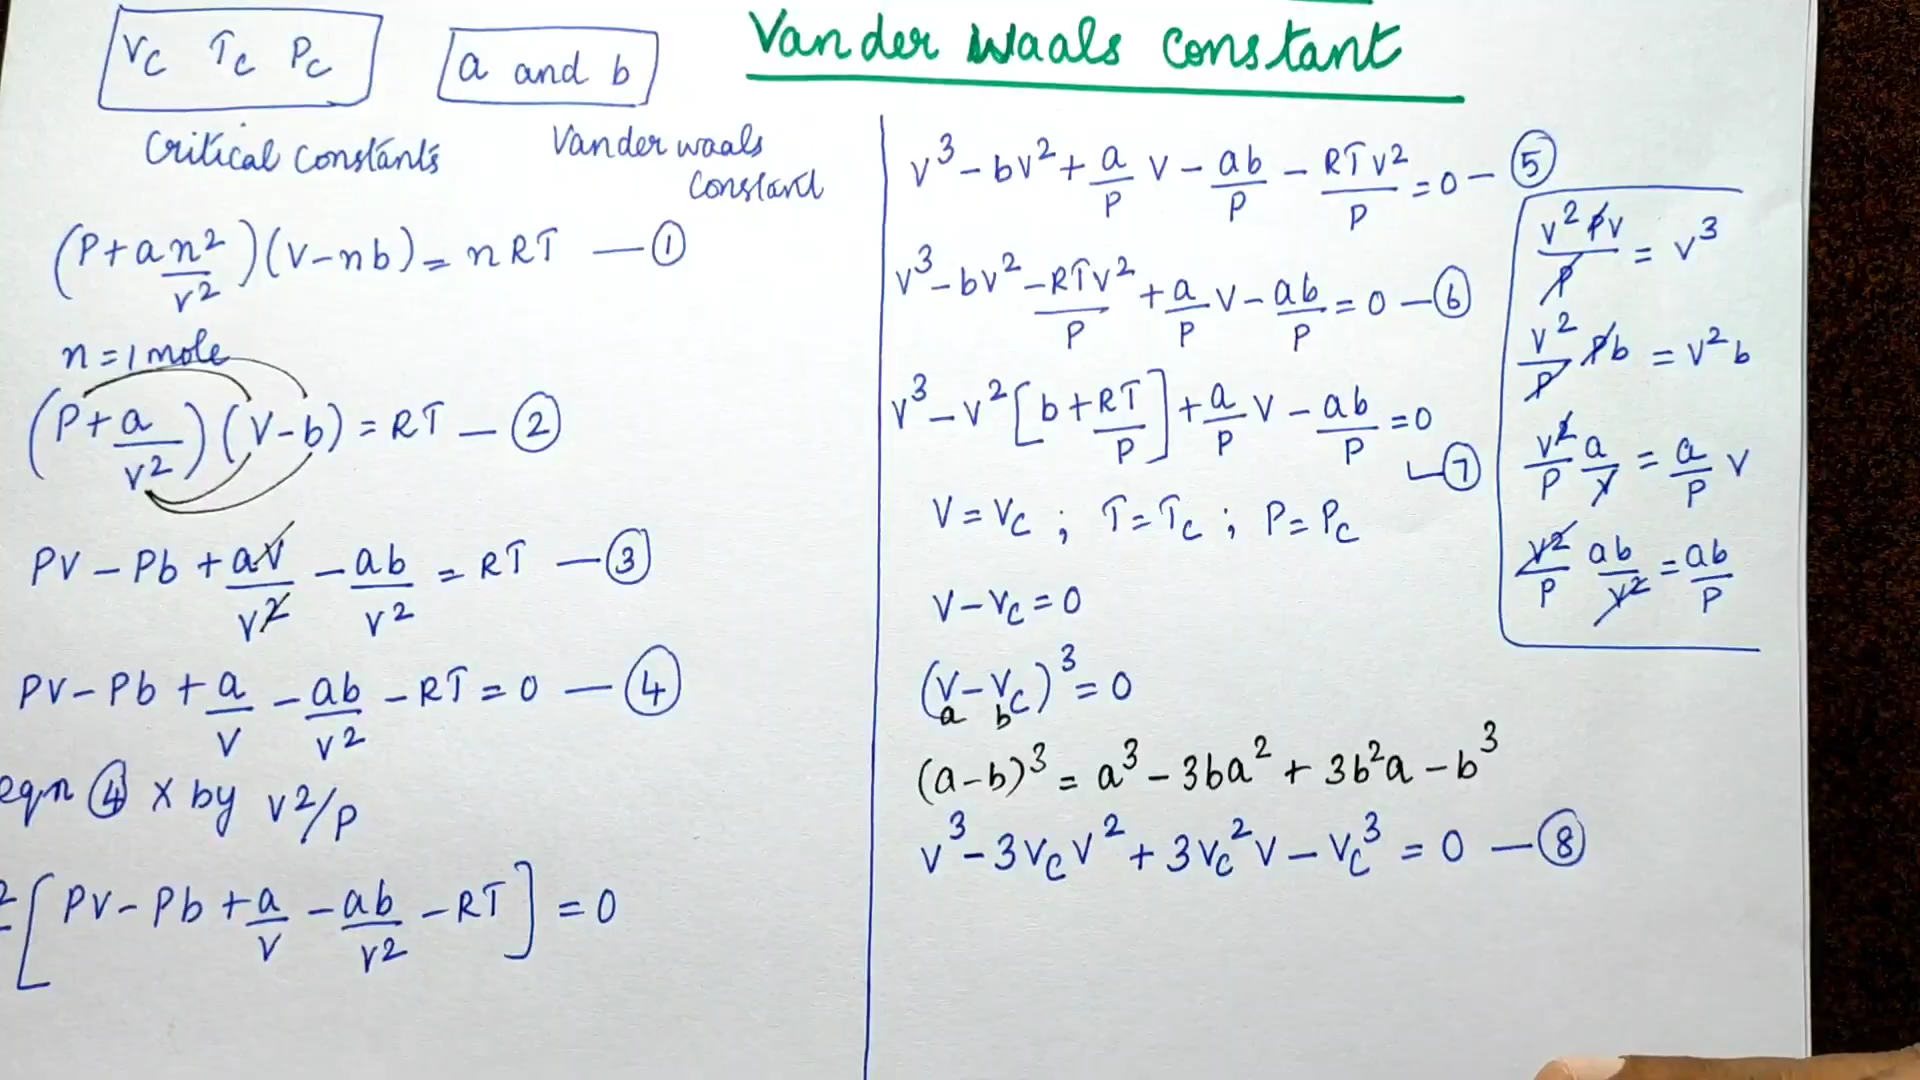 Van der Waals constant
Vc Tc Pc
a and b
Critical Constants
Vander waals
constant
(P+an²/v²)(V-nb) = nRT — ①
n = 1 mole
(P+a/v²)(V-b) = RT — ②
PV - Pb + av/v² - ab/v² = RT — ③
PV - Pb + a/v - ab/v² - RT = 0 — ④
eqn ④ × by v²/P
[PV - Pb + a/v - ab/v² - RT] = 0
v³ - bv² + a/P v - ab/P - RTv²/P = 0 — ⑤
v³ - bv² - RTv²/P + a/P v - ab/P = 0 — ⑥
v³ - v²[b + RT/P] + a/P v - ab/P = 0
⑦
V = Vc ; T = Tc ; P = Pc
V - Vc = 0
(V - Vc)³ = 0
a b
(a-b)³ = a³ - 3ba² + 3b²a - b³
v³ - 3Vcv² + 3Vc²v - Vc³ = 0 — ⑧
v² Pv/P = v³
v²/P Pb = v²b
v²/P a/v = a/P v
v²/P ab/v² = ab/P